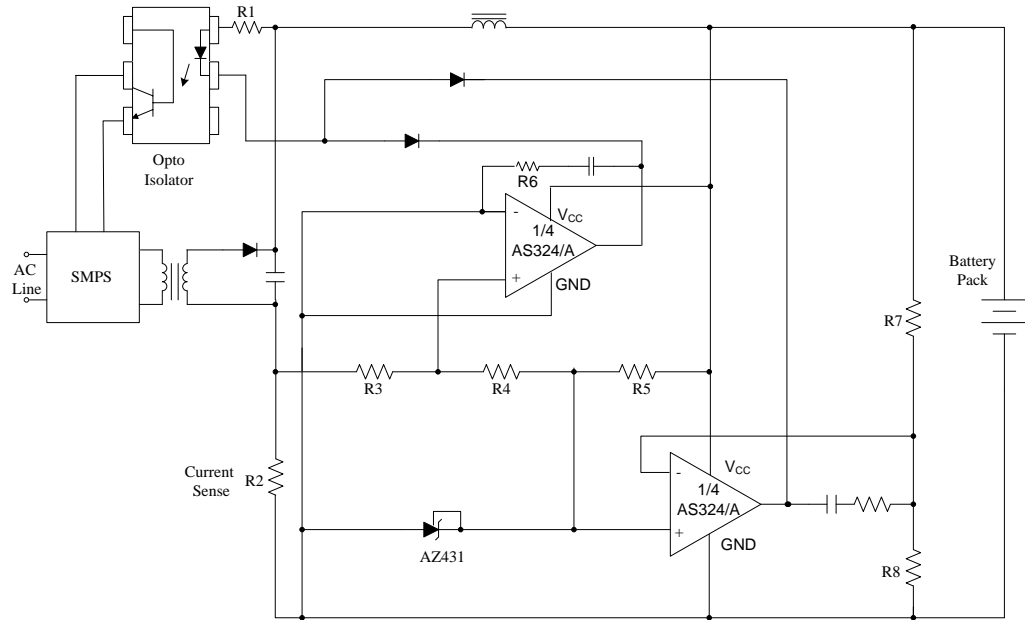 R1
Opto
Isolator
R6
-
VCC
1/4
AS324/A
+
GND
AC
Line
SMPS
Battery
Pack
R7
R3
R4
R5
Current
Sense
R2
-
VCC
1/4
AS324/A
+
GND
AZ431
R8